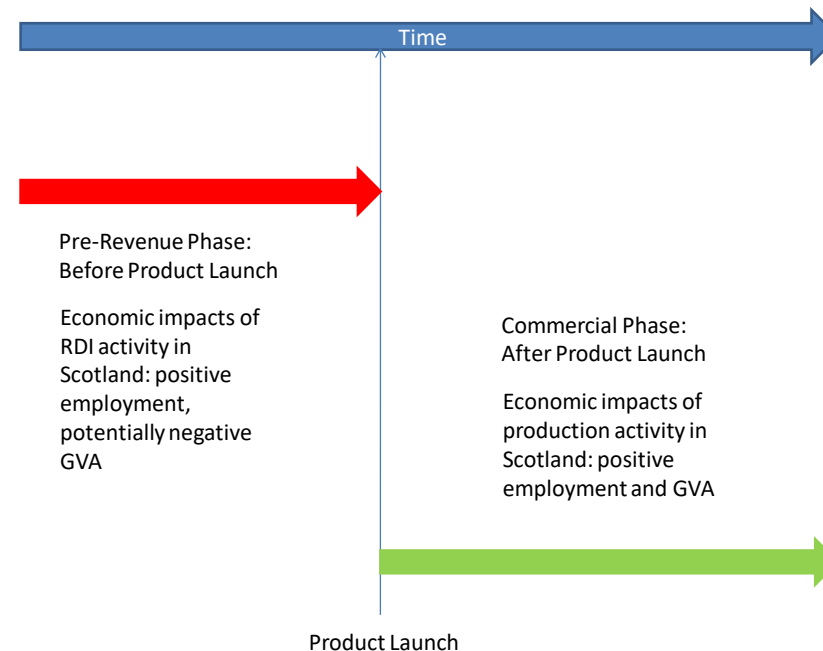 Time
Pre-Revenue Phase:
Before Product Launch
Economic impacts of
RDI activity in
Scotland: positive
employment,
potentially negative
GVA
Commercial Phase:
After Product Launch
Economic impacts of
production activity in
Scotland: positive
employment and GVA
Product Launch